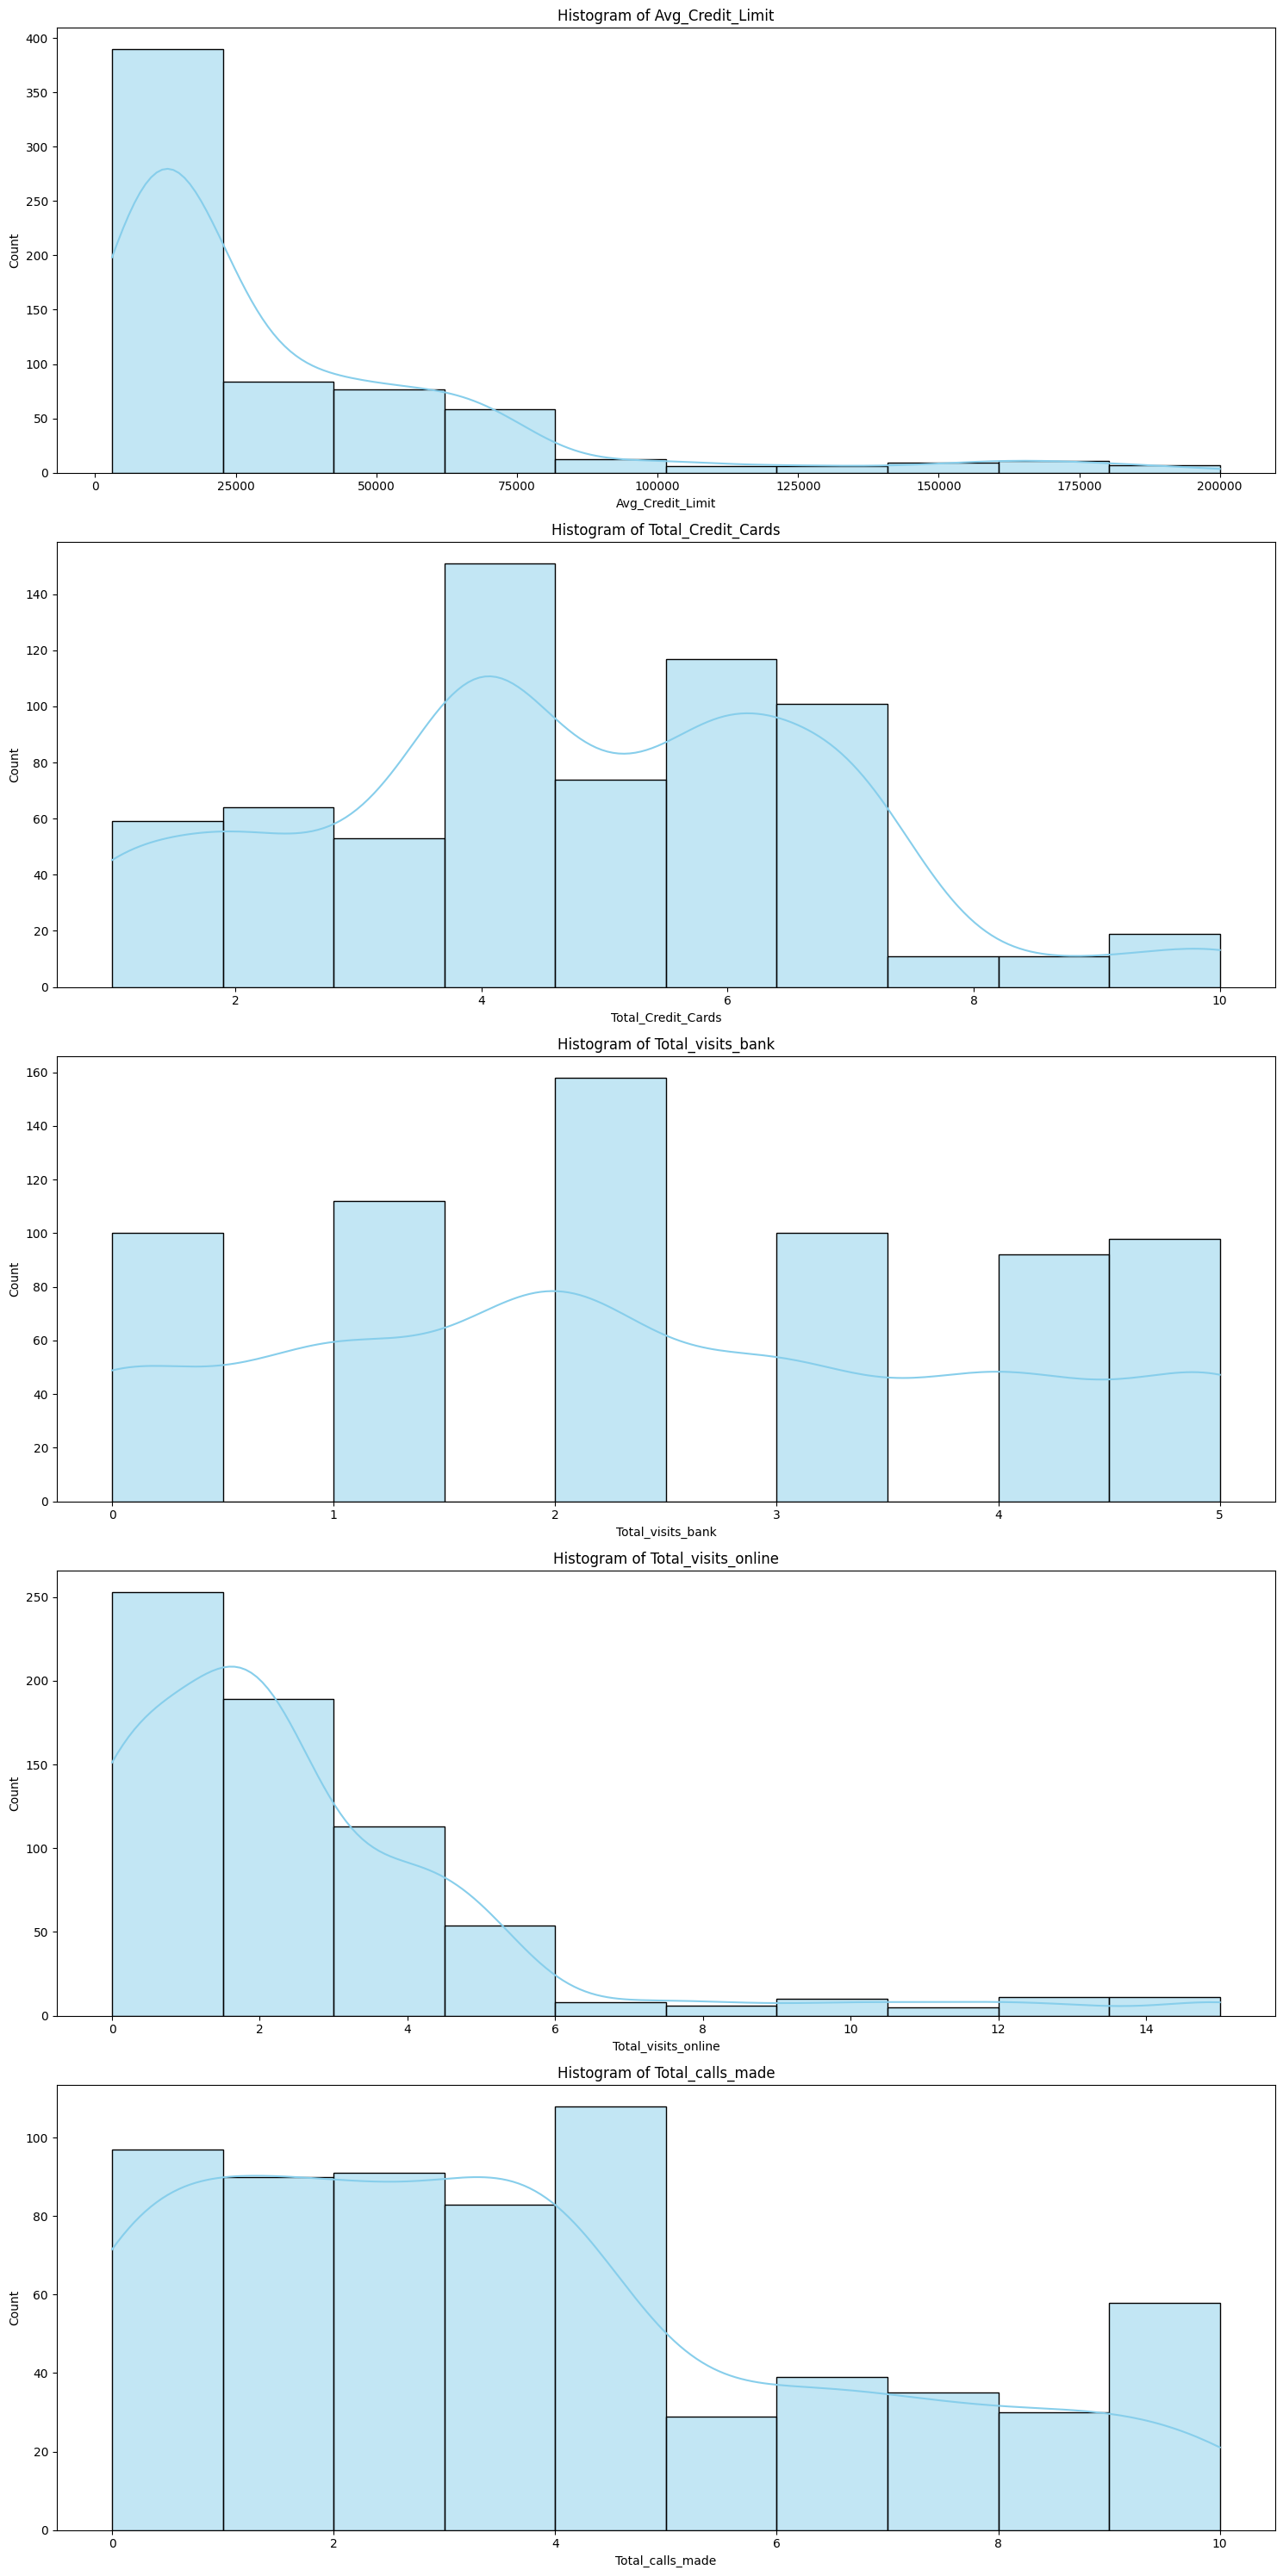 Histogram of Avg_Credit_Limit
400
350
300
250
200
150
100
50
0
Count
0 25000 50000 75000 100000 125000 150000 175000 200000
Avg_Credit_Limit
Histogram of Total_Credit_Cards
140
120
100
80
60
40
20
0
Count
2 4 6 8 10
Total_Credit_Cards
Histogram of Total_visits_bank
160
140
120
100
80
60
40
20
0
Count
0 1 2 3 4 5
Total_visits_bank
Histogram of Total_visits_online
250
200
150
100
50
0
Count
0 2 4 6 8 10 12 14
Total_visits_online
Histogram of Total_calls_made
100
80
60
40
20
0
Count
0 2 4 6 8 10
Total_calls_made